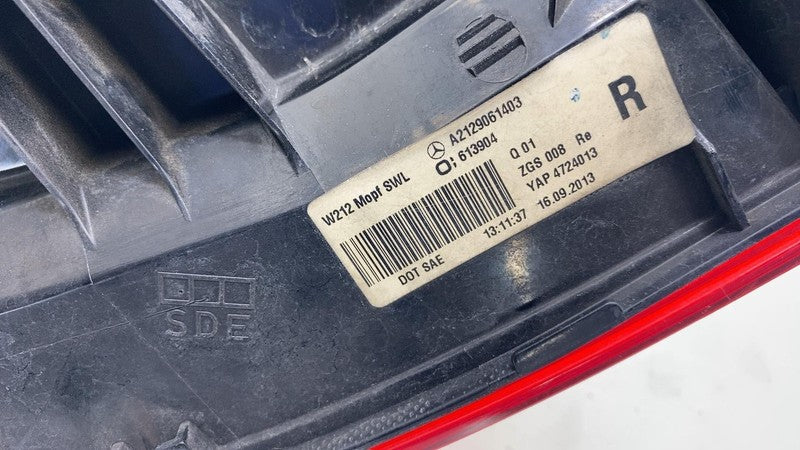 W212 Mopf SWL
A2129061403
613904
Q 01
ZGS 008 Re
YAP 4724013
13:11:37 16.09.2013
DOT SAE
R
SDE